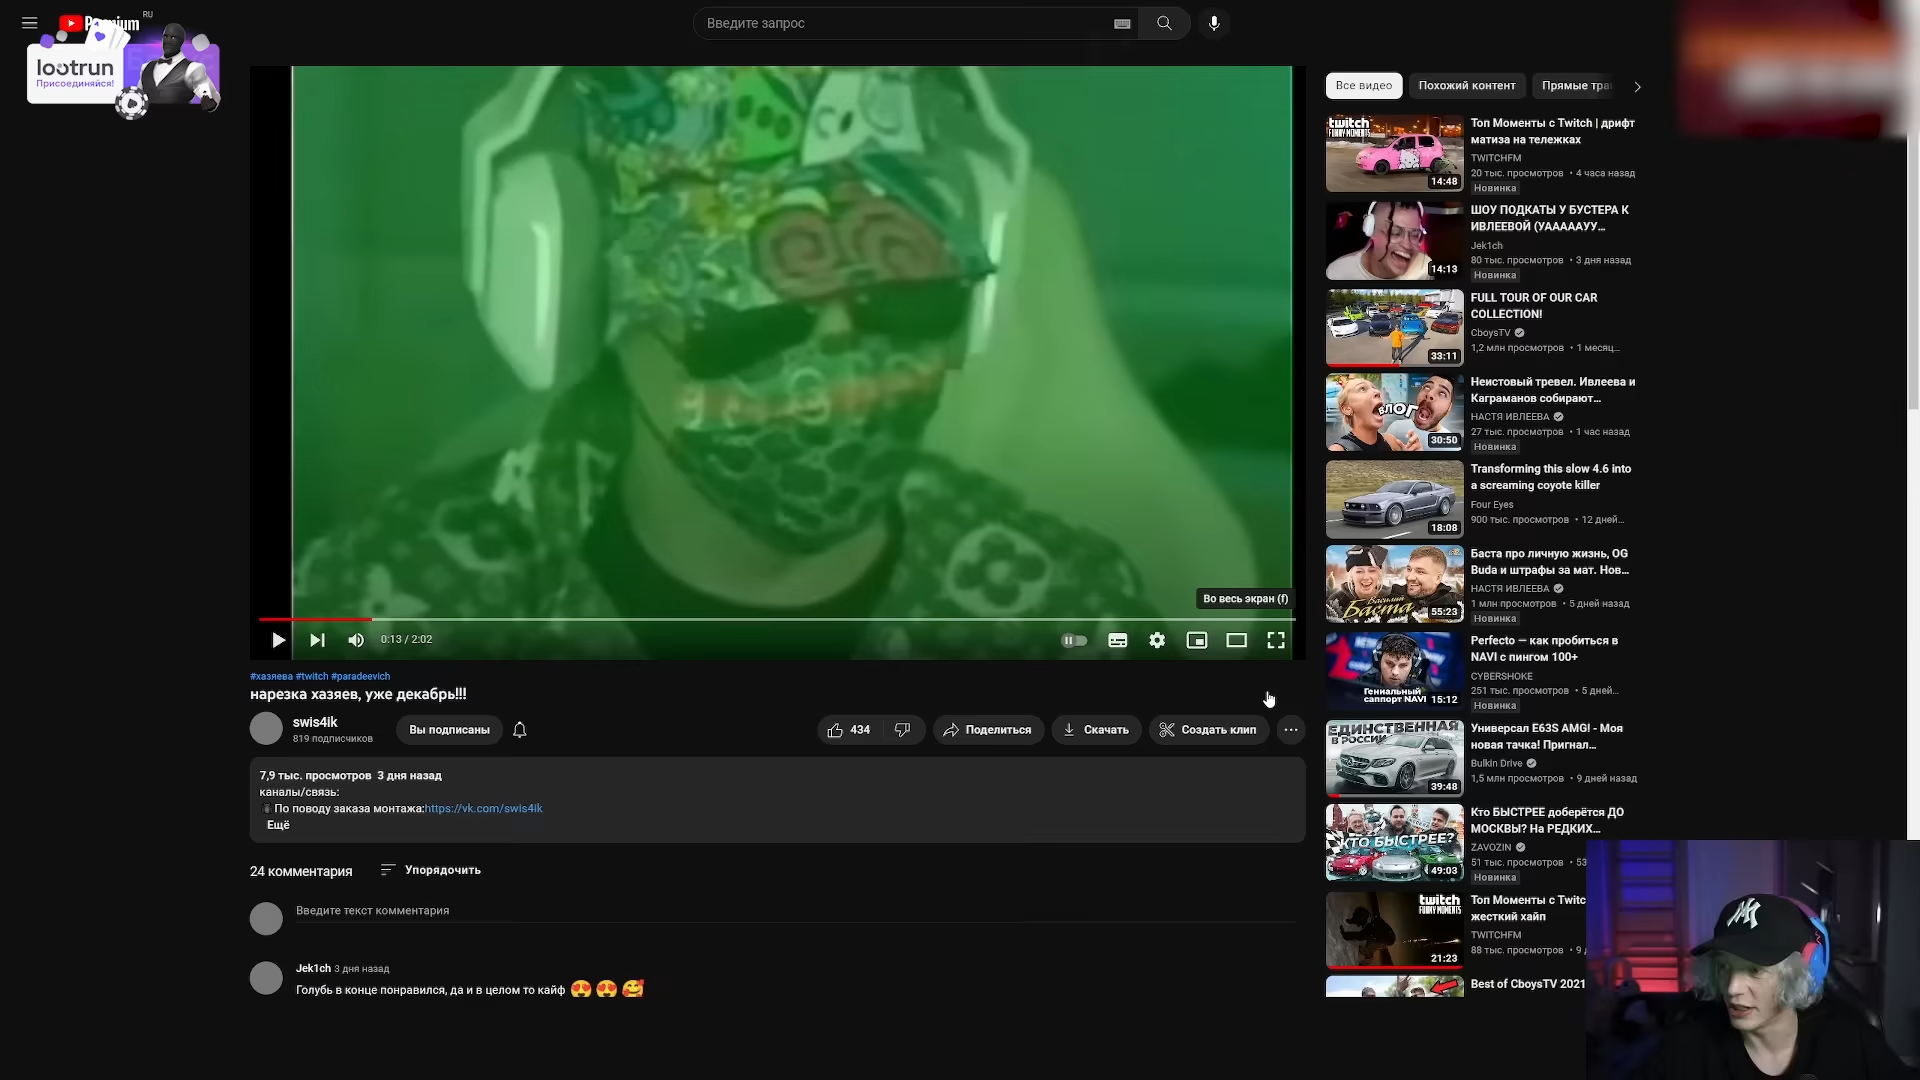 RU
Premium
Введите запрос
lootrun
Присоединяйся!
Во весь экран (f)
0:13 / 2:02
#хазяева #twitch #paradeevich
нарезка хазяев, уже декабрь!!!
swis4ik
819 подписчиков
Вы подписаны
434
Поделиться
Скачать
Создать клип
7,9 тыс. просмотров 3 дня назад
каналы/связь:
По поводу заказа монтажа:https://vk.com/swis4ik
Ещё
24 комментария
Упорядочить
Введите текст комментария
Jek1ch 3 дня назад
Голубь в конце понравился, да и в целом то кайф 😍 😍 🥰
Все видео
Похожий контент
Прямые тра
twitch
FUNNY MOMENTS
14:48
Топ Моменты с Twitch | дрифт
матиза на тележках
TWITCHFM
20 тыс. просмотров • 4 часа назад
Новинка
14:13
ШОУ ПОДКАТЫ У БУСТЕРА К
ИВЛЕЕВОЙ (УАААААУУ...
Jek1ch
80 тыс. просмотров • 3 дня назад
Новинка
33:11
FULL TOUR OF OUR CAR
COLLECTION!
CboysTV
1,2 млн просмотров • 1 месяц...
ВЛОГ
30:50
Неистовый тревел. Ивлеева и
Каграманов собирают...
НАСТЯ ИВЛЕЕВА
27 тыс. просмотров • 1 час назад
Новинка
18:08
Transforming this slow 4.6 into
a screaming coyote killer
Four Eyes
900 тыс. просмотров • 12 дней...
Василий
Баста
55:23
Баста про личную жизнь, OG
Buda и штрафы за мат. Нов...
НАСТЯ ИВЛЕЕВА
1 млн просмотров • 5 дней назад
Новинка
Гениальный
саппорт NAVI
15:12
Perfecto — как пробиться в
NAVI с пингом 100+
CYBERSHOKE
251 тыс. просмотров • 5 дней...
Новинка
ЕДИНСТВЕННАЯ
В РОССИИ
39:48
Универсал E63S AMG! - Моя
новая тачка! Пригнал...
Bulkin Drive
1,5 млн просмотров • 9 дней назад
КТО БЫСТРЕЕ?
49:03
Кто БЫСТРЕЕ доберётся ДО
МОСКВЫ? На РЕДКИХ...
ZAVOZIN
51 тыс. просмотров • 53
Новинка
twitch
FUNNY MOMENTS
21:23
Топ Моменты с Twitc
жесткий хайп
TWITCHFM
88 тыс. просмотров • 9
Best of CboysTV 2021